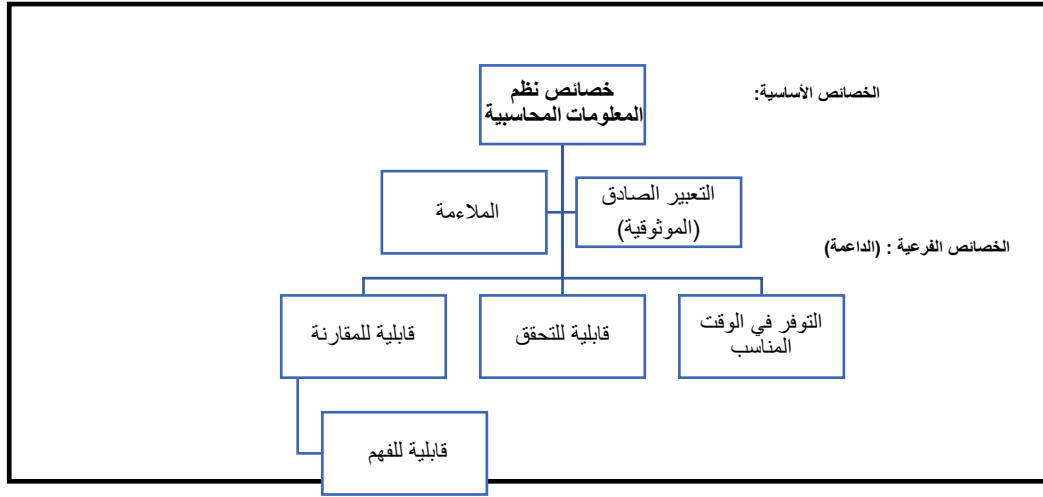 الخصائص الأساسية:
خصائص نظم
المعلومات المحاسبية
التعبير الصادق
(الموثوقية)
الملاءمة
الخصائص الفرعية : (الداعمة)
التوفر في الوقت
المناسب
قابلية للتحقق
قابلية للمقارنة
قابلية للفهم